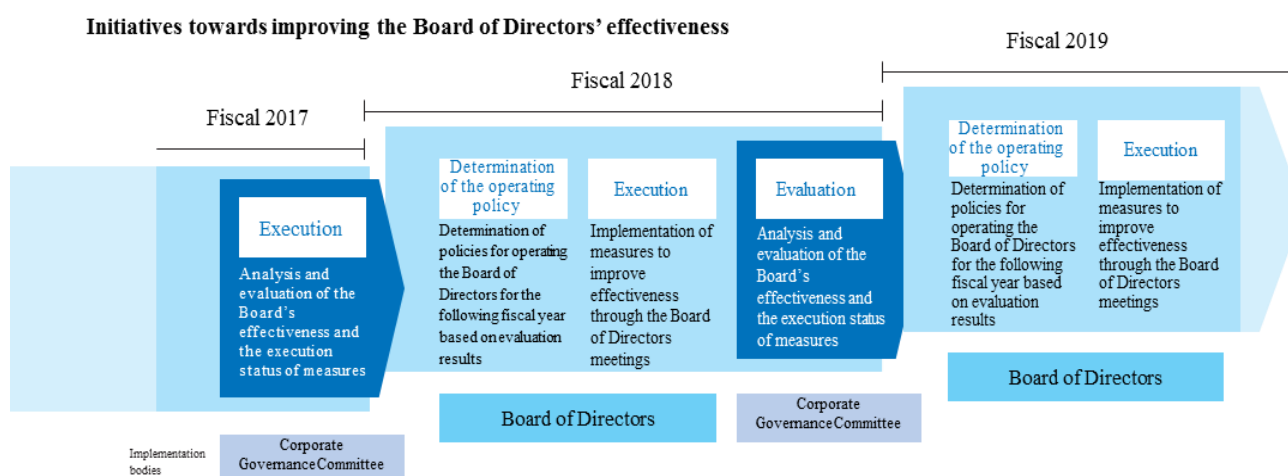 Initiatives towards improving the Board of Directors' effectiveness
Fiscal 2017
Fiscal 2018
Fiscal 2019
Execution
Analysis and
evaluation of the
Board's
effectiveness and
the execution
status of measures
Determination
of the operating
policy
Determination of
policies for operating
the Board of
Directors for the
following fiscal year
based on evaluation
results
Execution
Implementation of
measures to
improve
effectiveness
through the Board
of Directors
meetings
Evaluation
Analysis and
evaluation of the
Board's
effectiveness and
the execution status
of measures
Determination
of the operating
policy
Determination of
policies for
operating the
Board of Directors
for the following
fiscal year based
on evaluation
results
Execution
Implementation of
measures to
improve
effectiveness
through the Board
of Directors
meetings
Implementation
bodies
Corporate
Governance Committee
Board of Directors
Corporate
Governance Committee
Board of Directors